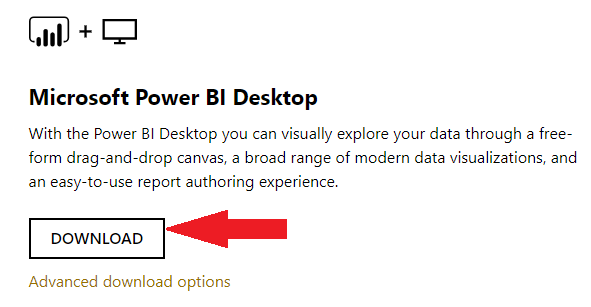 Microsoft Power BI Desktop
With the Power BI Desktop you can visually explore your data through a free-
form drag-and-drop canvas, a broad range of modern data visualizations, and
an easy-to-use report authoring experience.
DOWNLOAD
Advanced download options